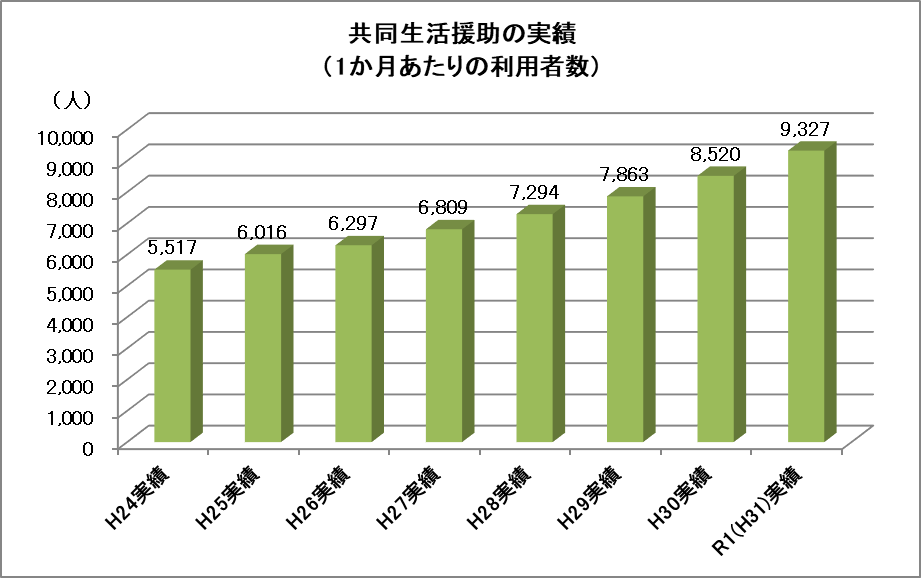 共同生活援助の実績
（1か月あたりの利用者数）
（人）
10,000
9,000
8,000
7,000
6,000
5,000
4,000
3,000
2,000
1,000
0
5,517
6,016
6,297
6,809
7,294
7,863
8,520
9,327
H24実績
H25実績
H26実績
H27実績
H28実績
H29実績
H30実績
R1(H31)実績